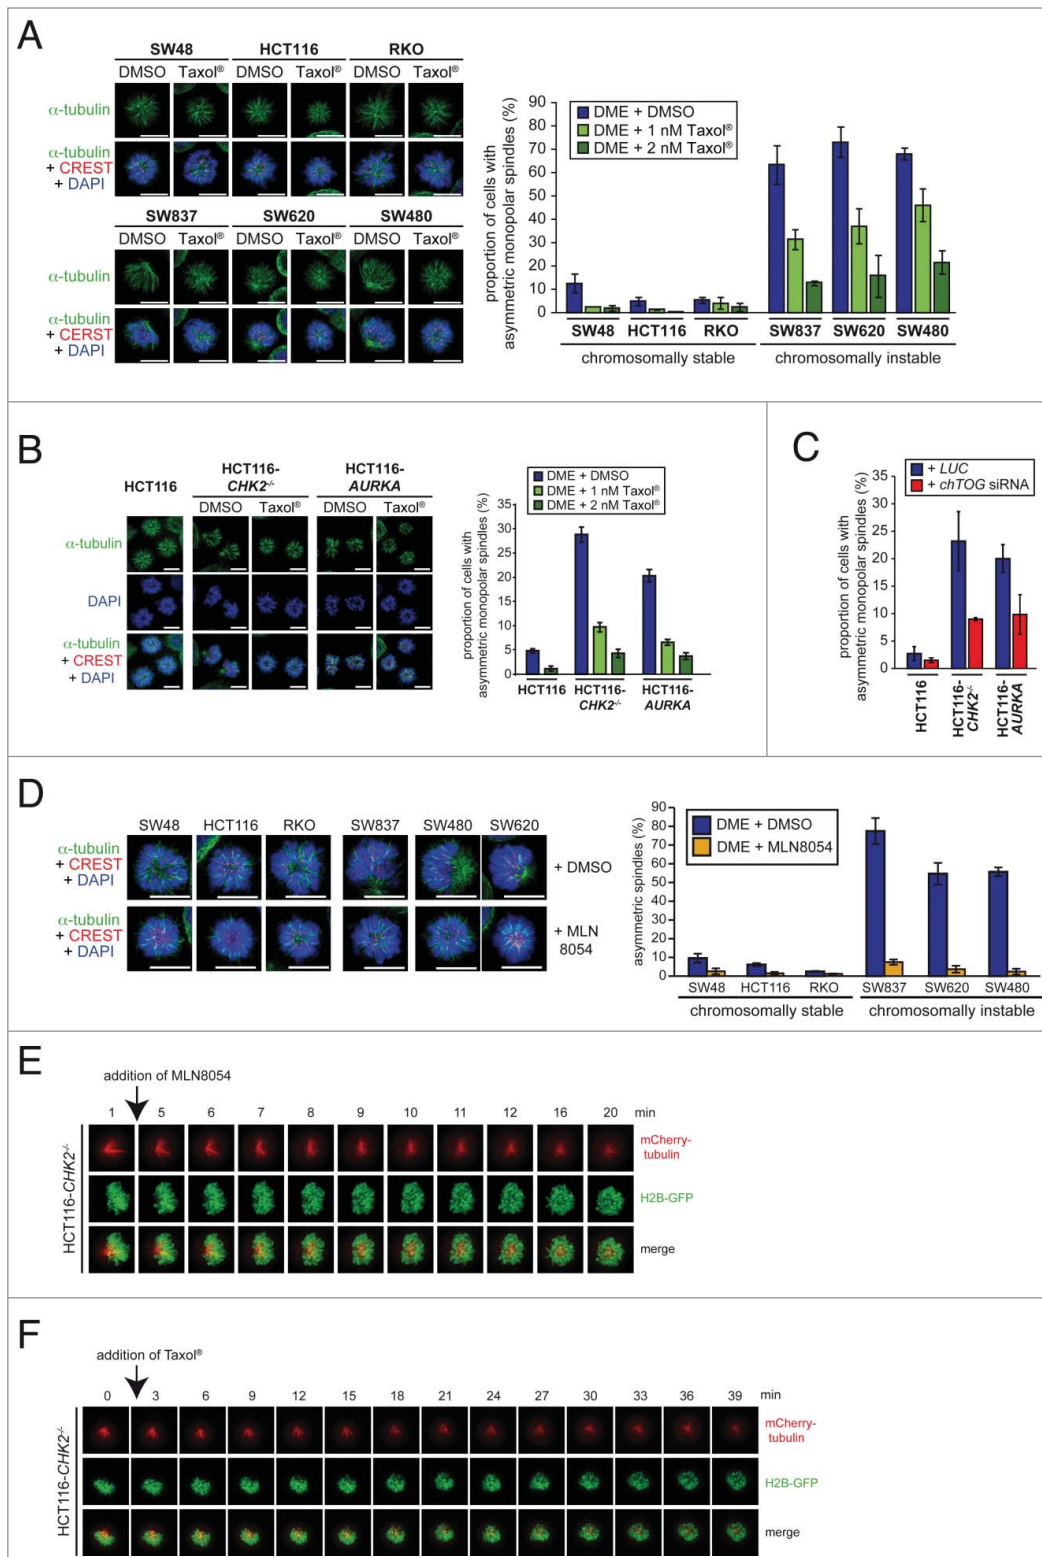 A
SW48 HCT116 RKO
DMSO Taxol® DMSO Taxol® DMSO Taxol®
α-tubulin
α-tubulin
+ CREST
+ DAPI
SW837 SW620 SW480
DMSO Taxol® DMSO Taxol® DMSO Taxol®
α-tubulin
α-tubulin
+ CERST
+ DAPI
proportion of cells with
asymmetric monopolar spindles (%)
90
80
70
60
50
40
30
20
10
0
DME + DMSO
DME + 1 nM Taxol®
DME + 2 nM Taxol®
SW48 HCT116 RKO SW837 SW620 SW480
chromosomally stable chromosomally instable
B
HCT116 HCT116-CHK2-/- HCT116-AURKA
DMSO Taxol® DMSO Taxol®
α-tubulin
DAPI
α-tubulin
+ CREST
+ DAPI
DME + DMSO
DME + 1 nM Taxol®
DME + 2 nM Taxol®
proportion of cells with
asymmetric monopolar spindles (%)
35
30
25
20
15
10
5
0
HCT116 HCT116-CHK2-/- HCT116-AURKA
C
+ LUC
+ chTOG siRNA
proportion of cells with
asymmetric monopolar spindles (%)
35
30
25
20
15
10
5
0
HCT116
HCT116-CHK2-/-
HCT116-AURKA
D
SW48 HCT116 RKO SW837 SW480 SW620
α-tubulin
+ CREST
+ DAPI
+ DMSO
α-tubulin
+ CREST
+ DAPI
+ MLN
8054
asymmetric spindles (%)
90
80
70
60
50
40
30
20
10
0
DME + DMSO
DME + MLN8054
SW48 HCT116 RKO SW837 SW620 SW480
chromosomally stable chromosomally instable
E
addition of MLN8054
1 5 6 7 8 9 10 11 12 16 20 min
HCT116-CHK2-/-
mCherry-
tubulin
H2B-GFP
merge
F
addition of Taxol®
0 3 6 9 12 15 18 21 24 27 30 33 36 39 min
HCT116-CHK2-/-
mCherry-
tubulin
H2B-GFP
merge